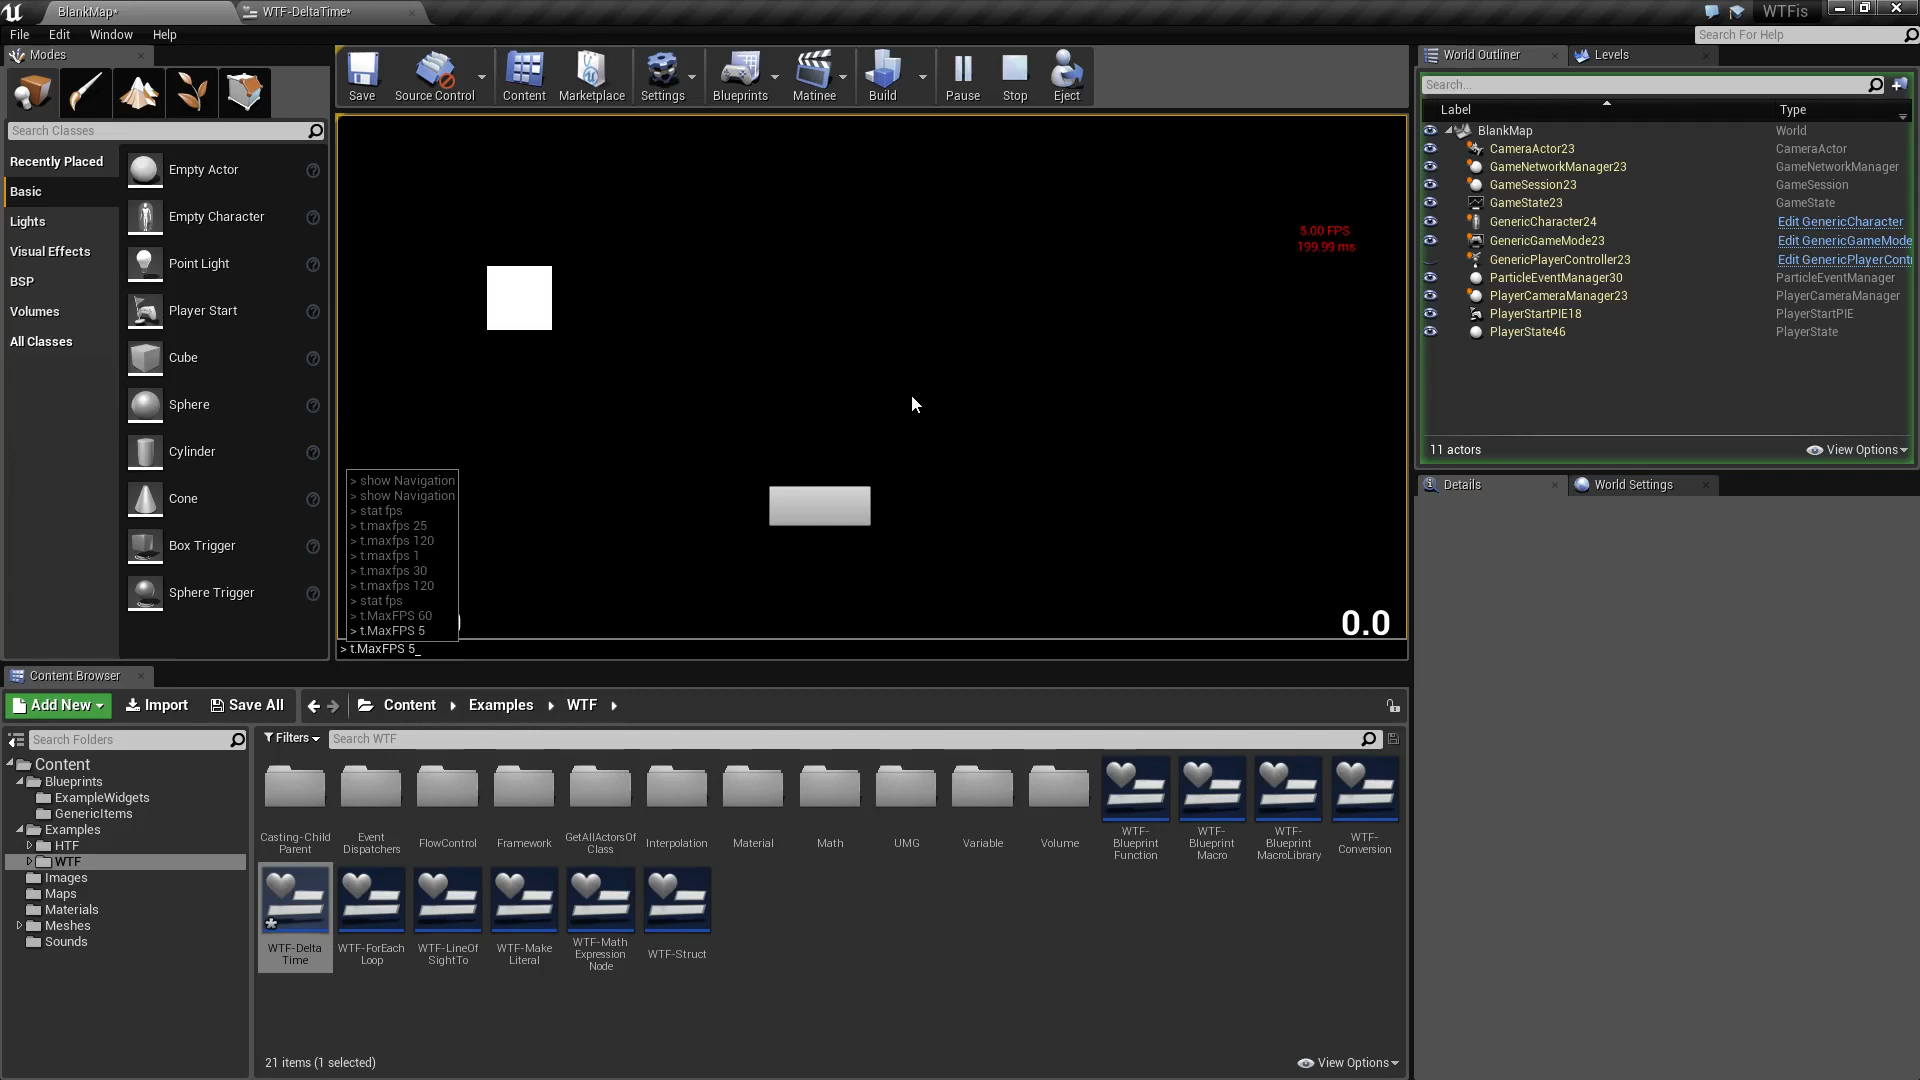 BlankMap*
WTF-DeltaTime*
WTFis
File Edit Window Help
Search For Help
Modes
Search Classes
Recently Placed
Basic
Lights
Visual Effects
BSP
Volumes
All Classes
Empty Actor
Empty Character
Point Light
Player Start
Cube
Sphere
Cylinder
Cone
Box Trigger
Sphere Trigger
Save Source Control Content Marketplace Settings Blueprints Matinee Build Pause Stop Eject
5.00 FPS
199.99 ms
> show Navigation
> show Navigation
> stat fps
> t.maxfps 25
> t.maxfps 120
> t.maxfps 1
> t.maxfps 30
> t.maxfps 120
> stat fps
> t.MaxFPS 60
> t.MaxFPS 5
0.0
> t.MaxFPS 5_
World Outliner
Levels
Search...
Label Type
BlankMap World
CameraActor23 CameraActor
GameNetworkManager23 GameNetworkManager
GameSession23 GameSession
GameState23 GameState
GenericCharacter24 Edit GenericCharacter
GenericGameMode23 Edit GenericGameMode
GenericPlayerController23 Edit GenericPlayerContr
ParticleEventManager30 ParticleEventManager
PlayerCameraManager23 PlayerCameraManager
PlayerStartPIE18 PlayerStartPIE
PlayerState46 PlayerState
11 actors
View Options
Details
World Settings
Content Browser
Add New Import Save All
Content Examples WTF
Search Folders
Filters
Search WTF
Content
Blueprints
ExampleWidgets
GenericItems
Examples
HTF
WTF
Images
Maps
Materials
Meshes
Sounds
Casting-Child
Parent
Event
Dispatchers
FlowControl
Framework
GetAllActorsOf
Class
Interpolation
Material
Math
UMG
Variable
Volume
WTF-
Blueprint
Function
WTF-
Blueprint
Macro
WTF-
Blueprint
MacroLibrary
WTF-
Conversion
WTF-Delta
Time
WTF-ForEach
Loop
WTF-LineOf
SightTo
WTF-Make
Literal
WTF-Math
Expression
Node
WTF-Struct
21 items (1 selected)
View Options